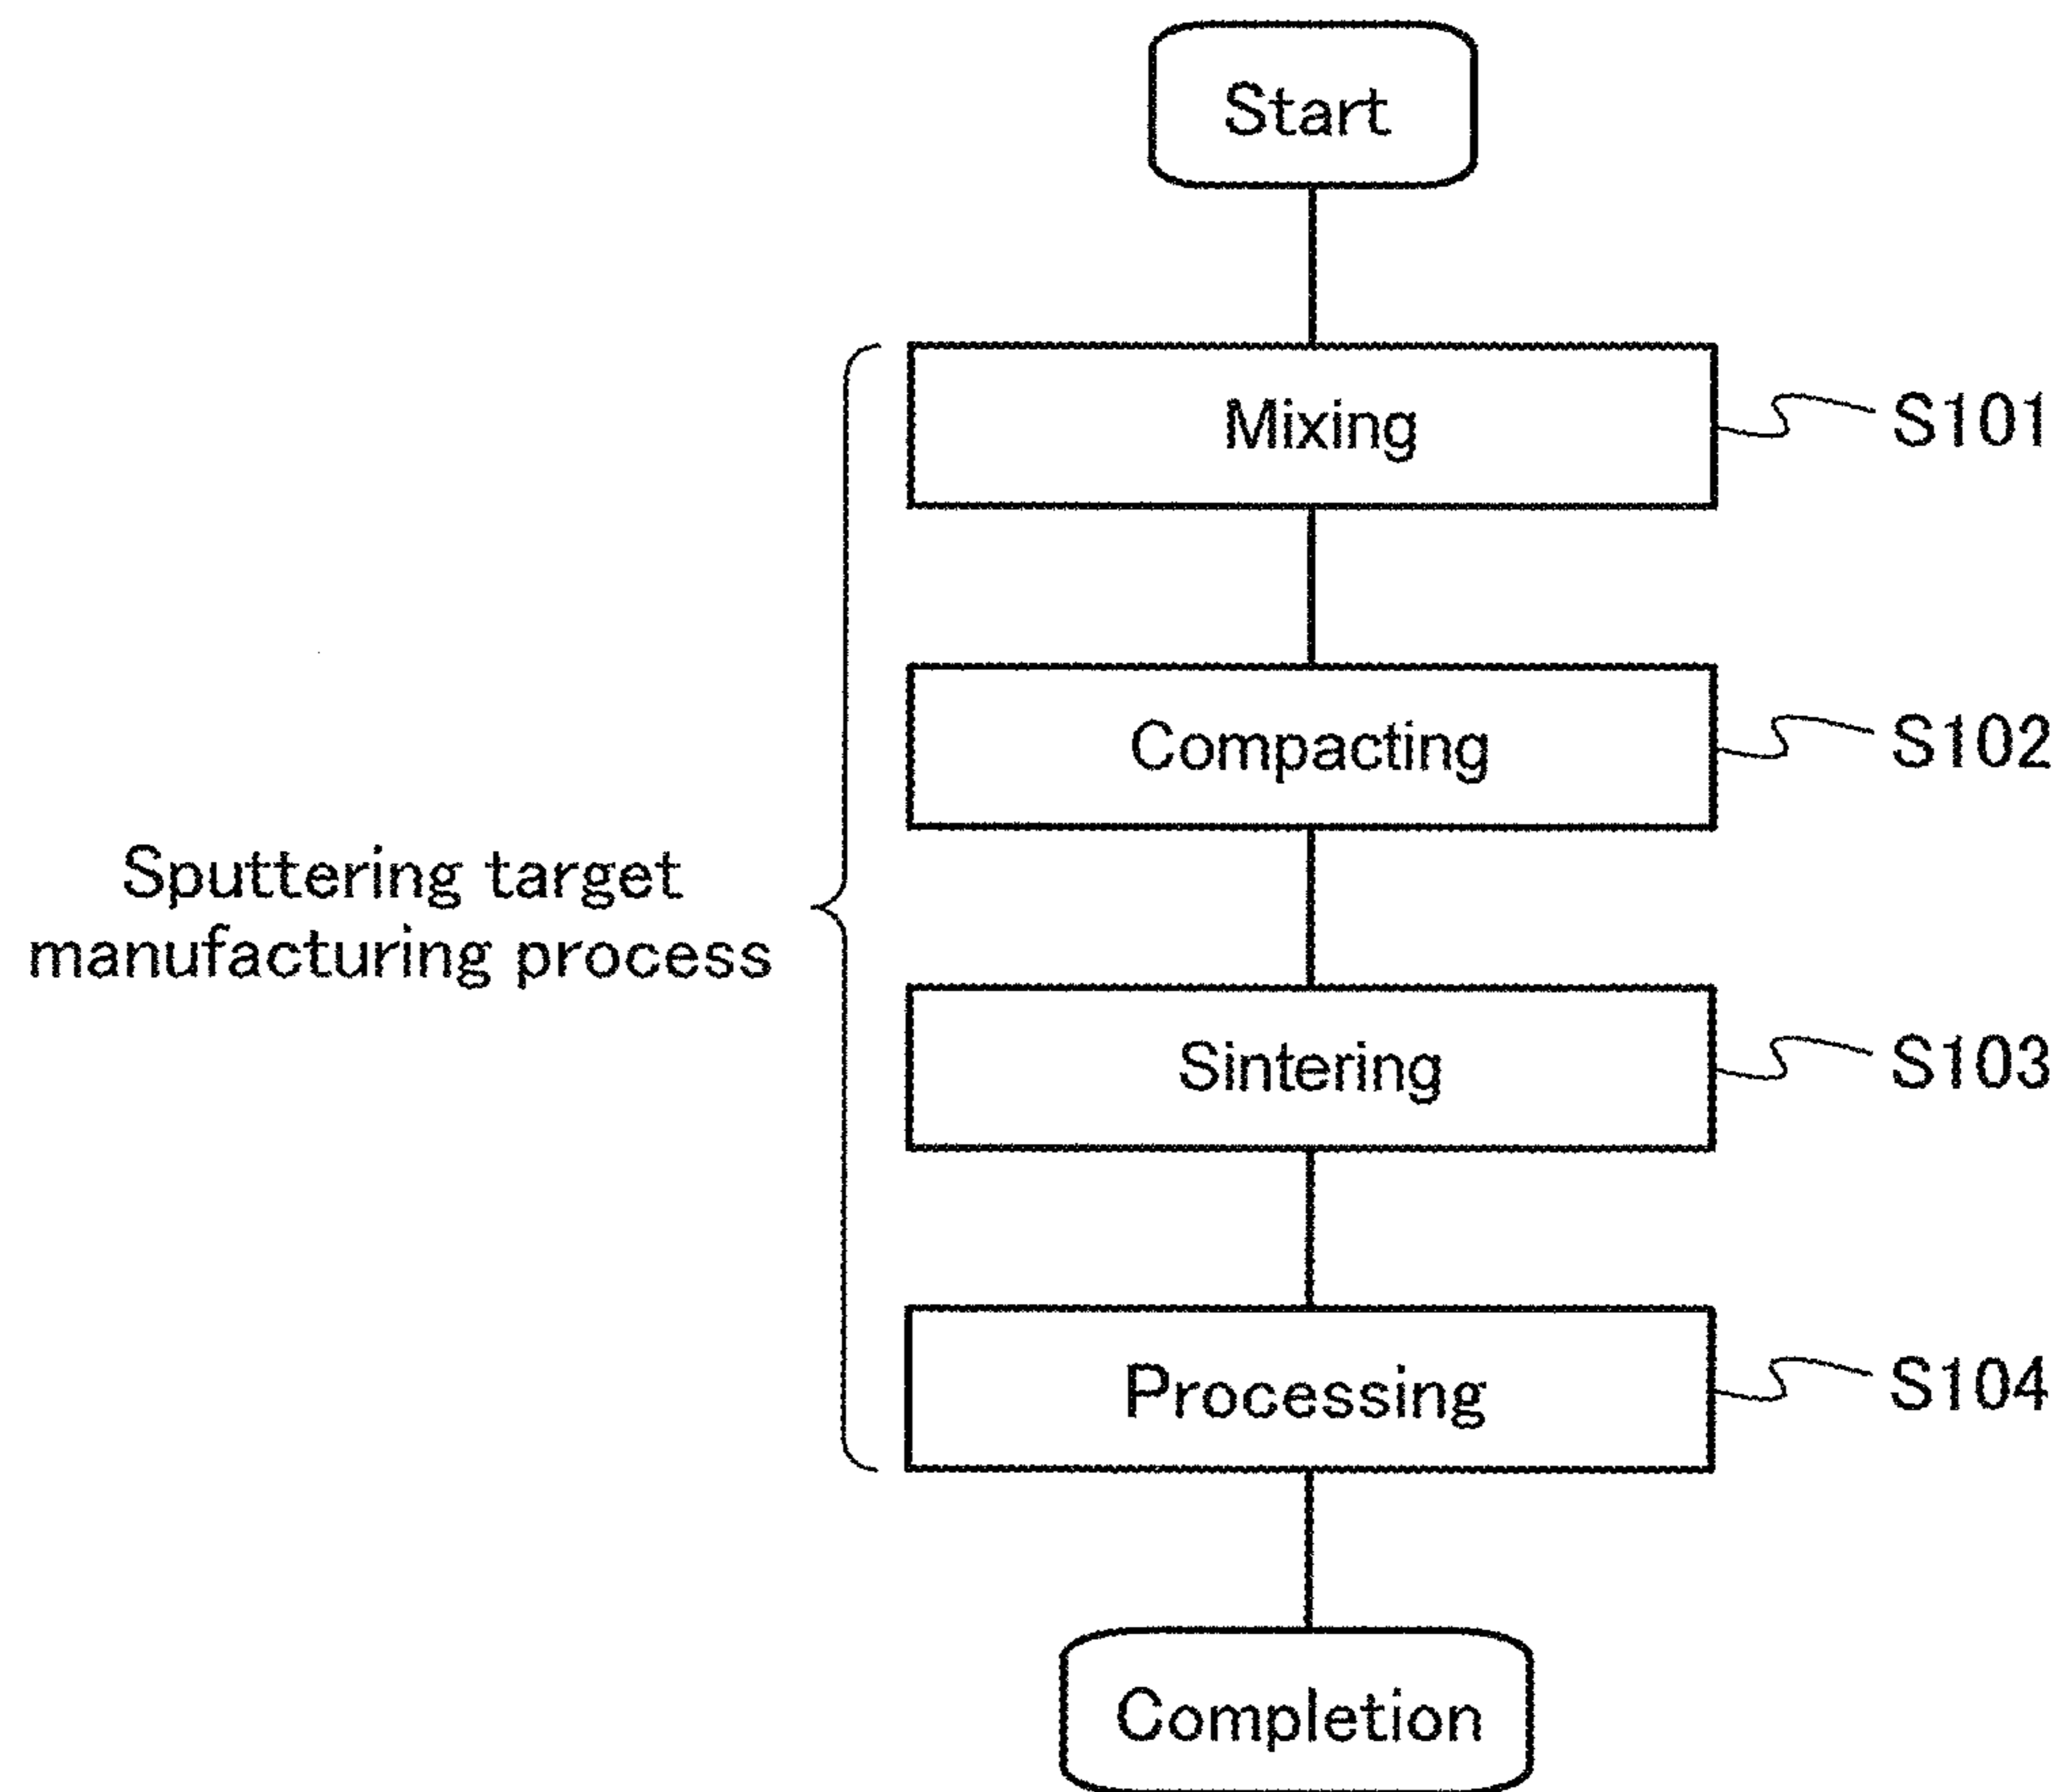 Start
Mixing
S101
Compacting
S102
Sputtering target
manufacturing process
Sintering
S103
Processing
S104
Completion